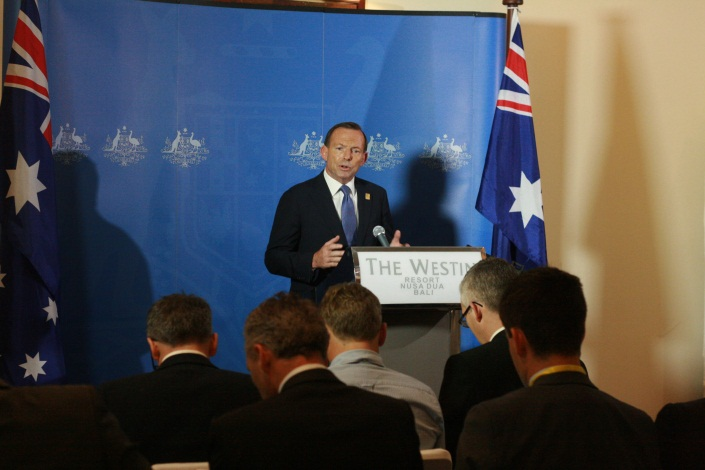 THE WESTIN
RESORT
NUSA DUA
BALI